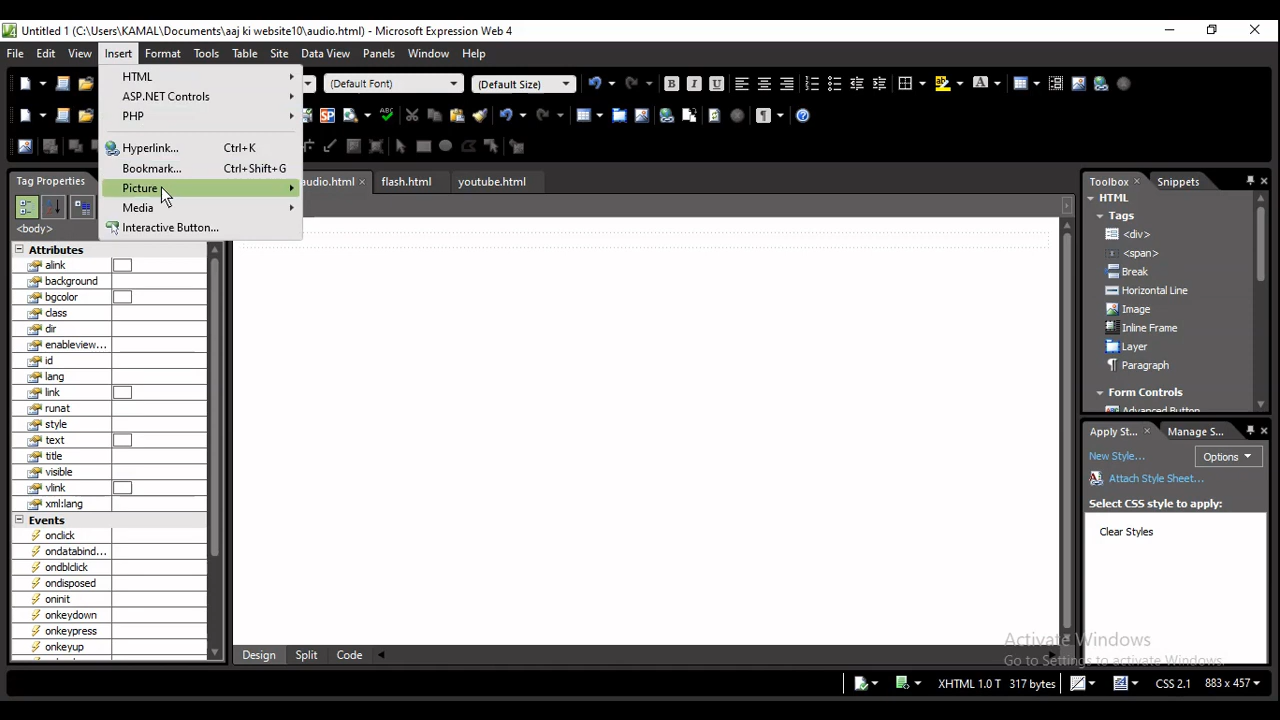 Untitled 1 (C:\Users\KAMAL\Documents\aaj ki website10\audio.html) - Microsoft Expression Web 4
File Edit View Insert Format Tools Table Site Data View Panels Window Help
HTML
(Default Font) (Default Size)
ASP.NET Controls
PHP
Hyperlink... Ctrl+K
Bookmark... Ctrl+Shift+G
Picture
Media
Interactive Button...
Tag Properties
audio.html flash.html youtube.html
<body>
Attributes
alink
background
bgcolor
class
dir
enableview...
id
lang
link
runat
style
text
title
visible
vlink
xml:lang
Events
onclick
ondatabind...
ondblclick
ondisposed
oninit
onkeydown
onkeypress
onkeyup
Design Split Code
Toolbox Snippets
HTML
Tags
<div>
<span>
Break
Horizontal Line
Image
Inline Frame
Layer
Paragraph
Form Controls
Advanced Button
Apply St... Manage S...
New Style... Options
Attach Style Sheet...
Select CSS style to apply:
Clear Styles
Activate Windows
Go to Settings to activate Windows.
XHTML 1.0 T 317 bytes CSS 2.1 883 x 457